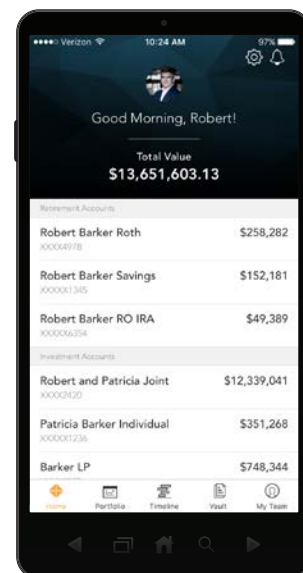 Verizon 10:24 AM 97%
Good Morning, Robert!
Total Value
$13,651,603.13
Retirement Accounts
Robert Barker Roth $258,282
XXXX4978
Robert Barker Savings $152,181
XXXXX1345
Robert Barker RO IRA $49,389
XXXXX6354
Investment Accounts
Robert and Patricia Joint $12,339,041
XXXX2420
Patricia Barker Individual $351,268
XXXXX1236
Barker LP $748,344
Home Portfolio Timeline Vault My Team